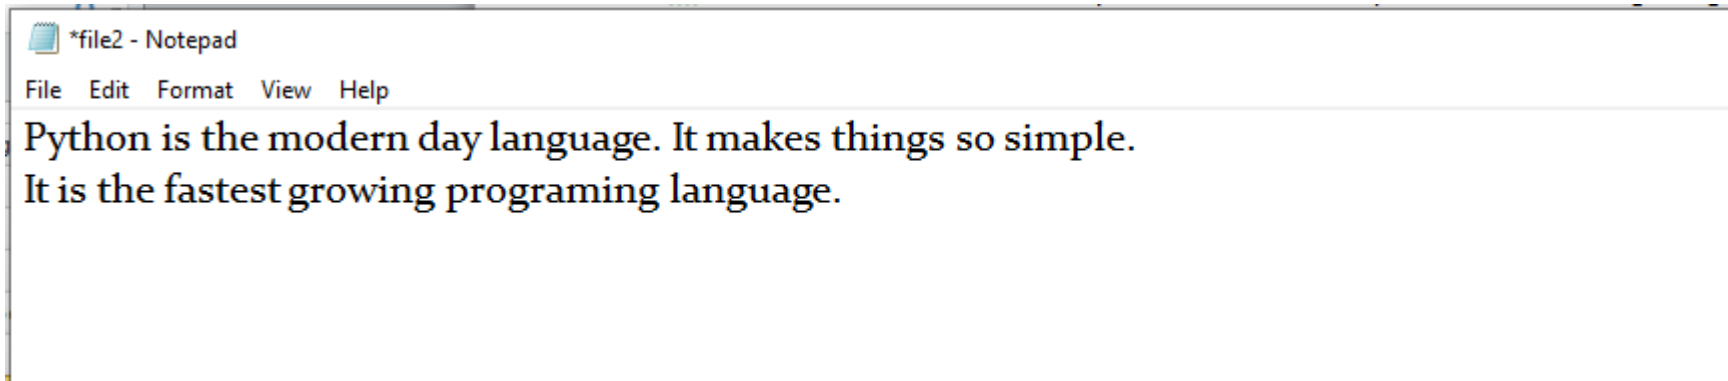 *file2 - Notepad
File Edit Format View Help
Python is the modern day language. It makes things so simple.
It is the fastest growing programing language.